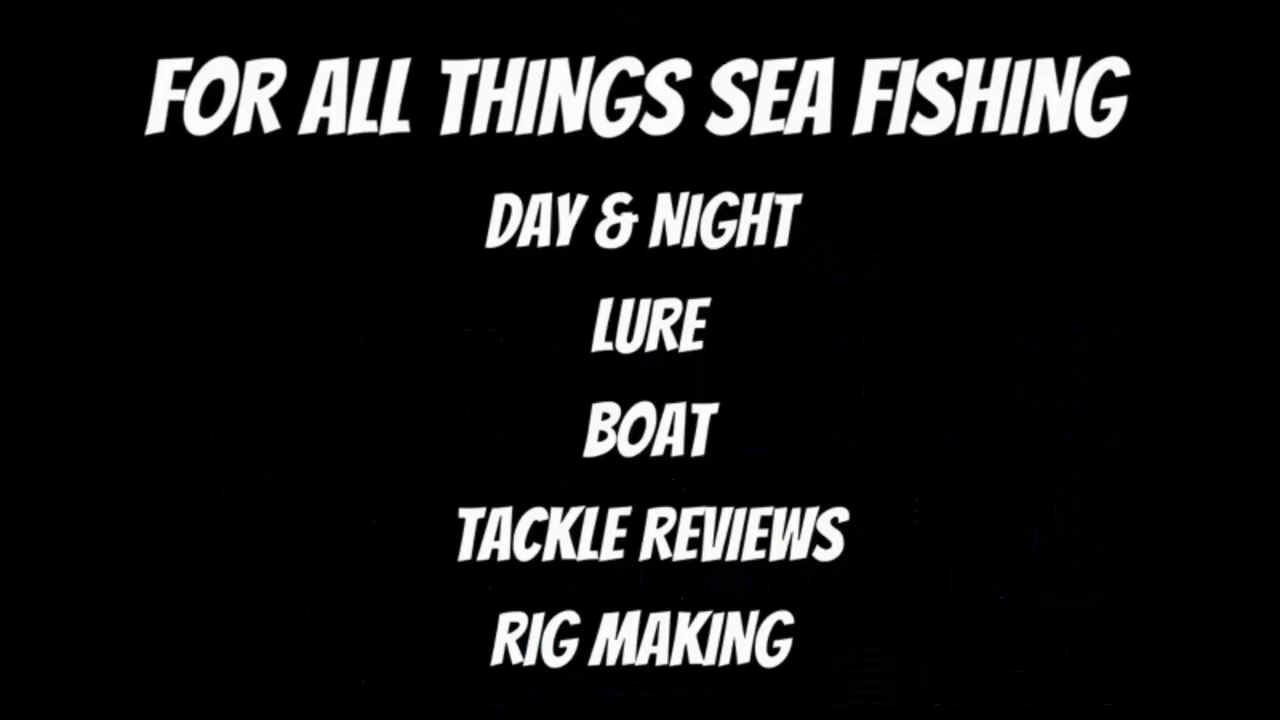 FOR ALL THINGS SEA FISHING
DAY & NIGHT
LURE
BOAT
TACKLE REVIEWS
RIG MAKING